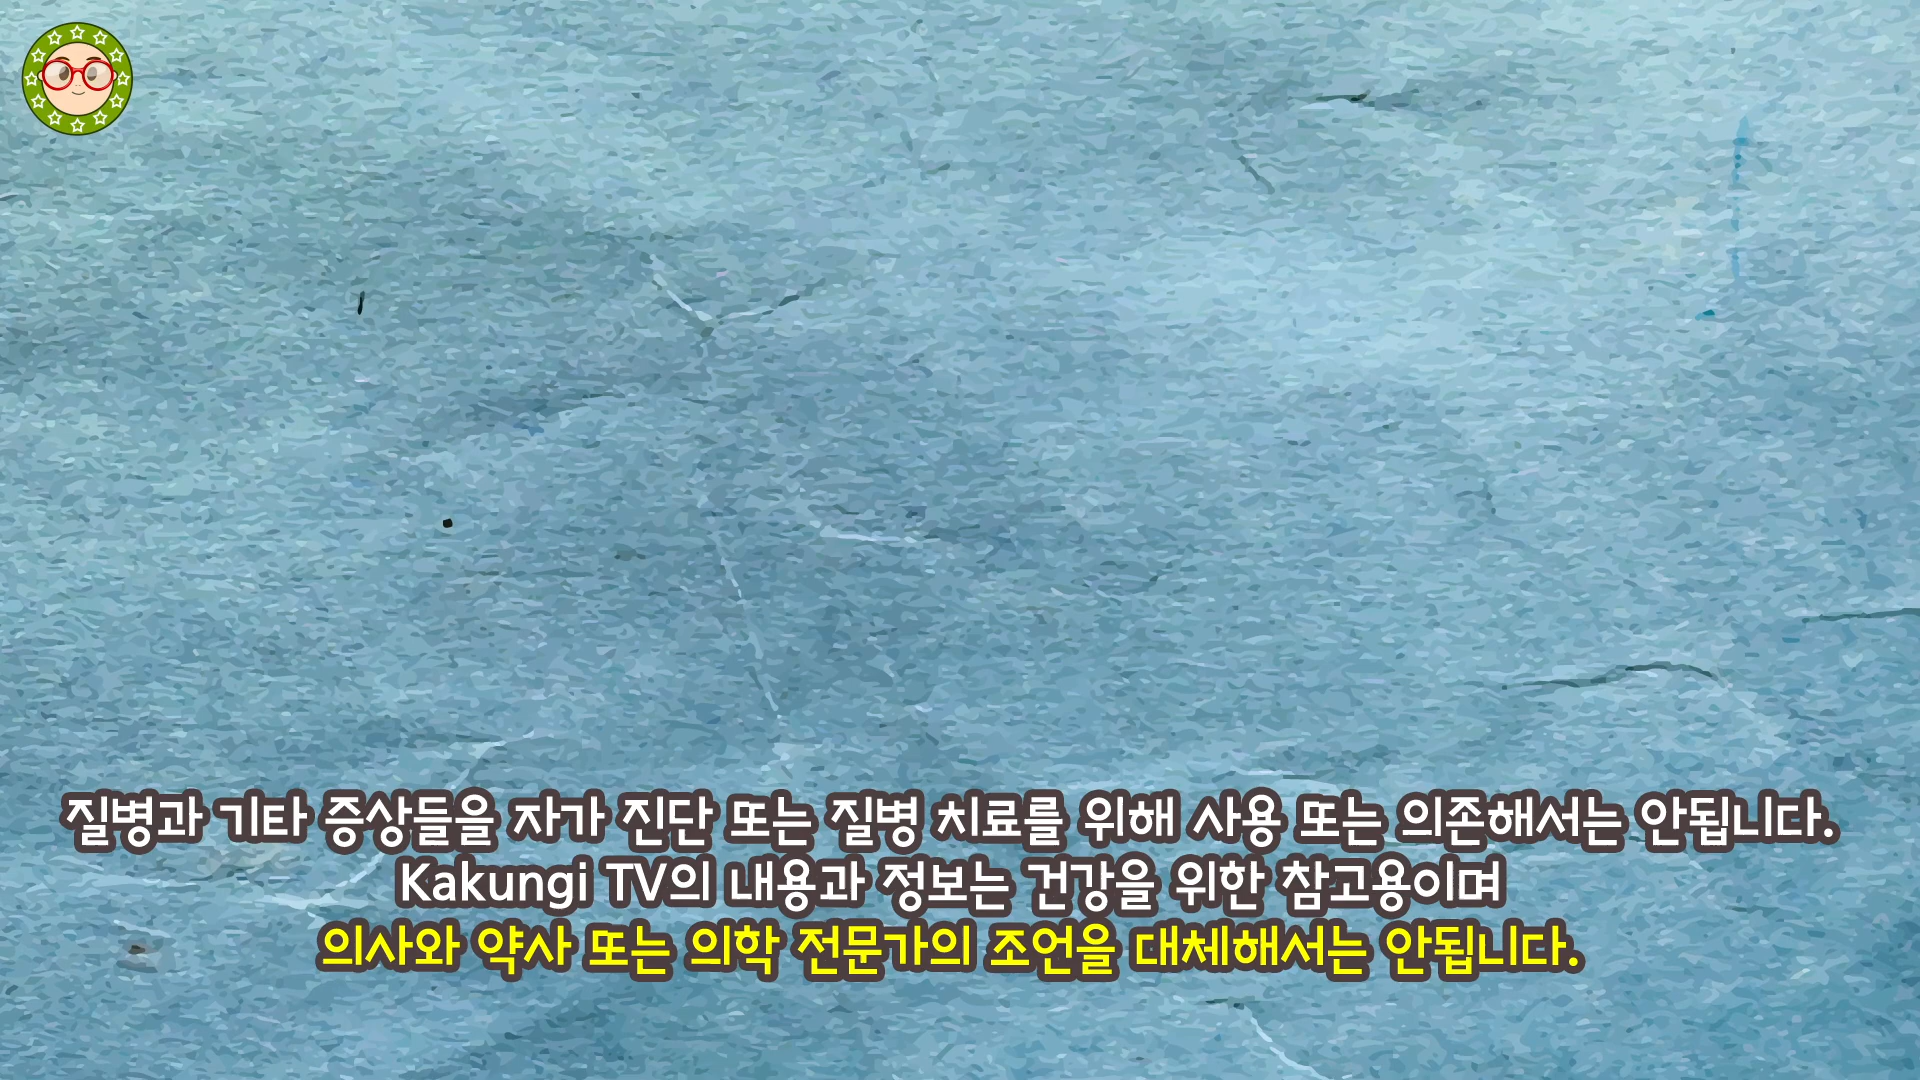 질병과 기타 증상들을 자가 진단 또는 질병 치료를 위해 사용 또는 의존해서는 안됩니다.
Kakungi TV의 내용과 정보는 건강을 위한 참고용이며
의사와 약사 또는 의학 전문가의 조언을 대체해서는 안됩니다.